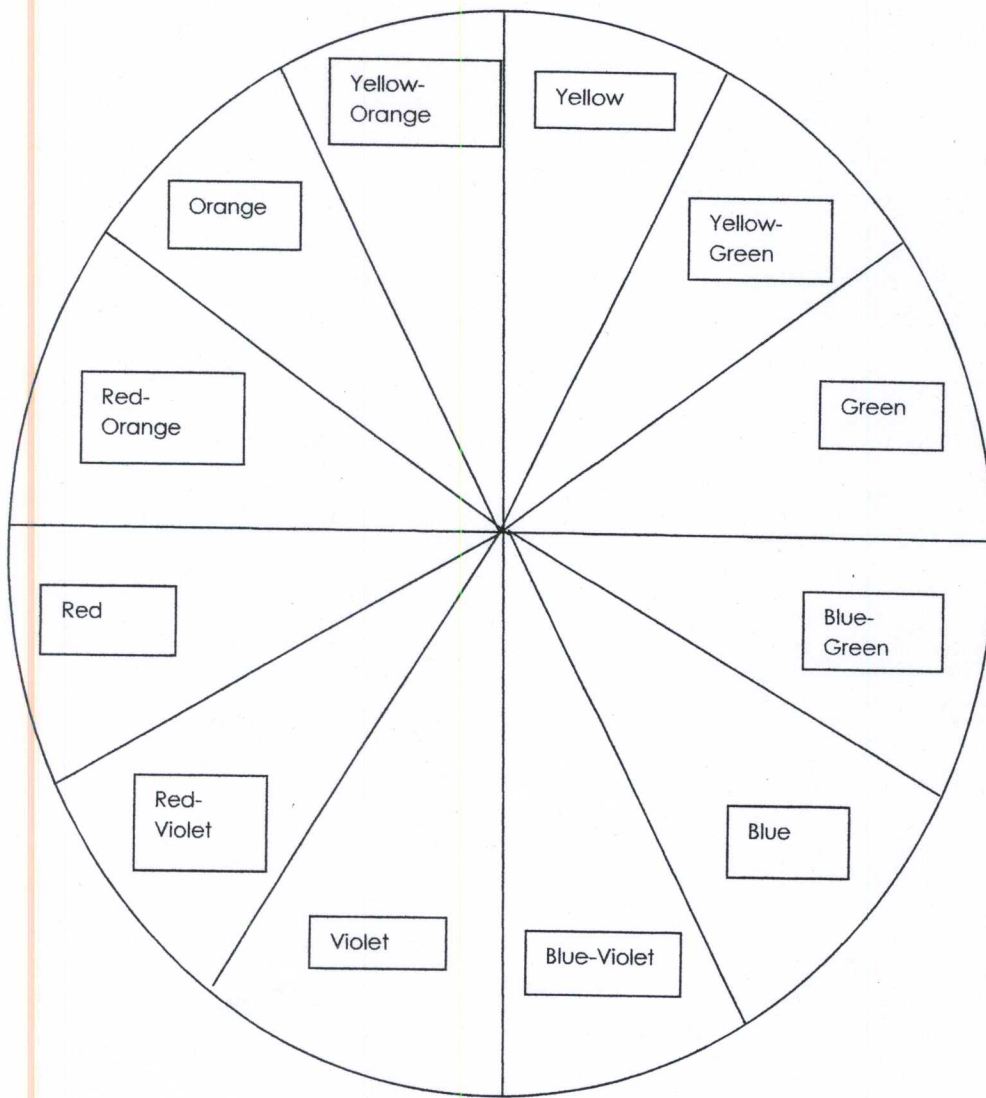 Yellow-
Orange
Yellow
Orange
Yellow-
Green
Red-
Orange
Green
Red
Blue-
Green
Red-
Violet
Blue
Violet
Blue-Violet